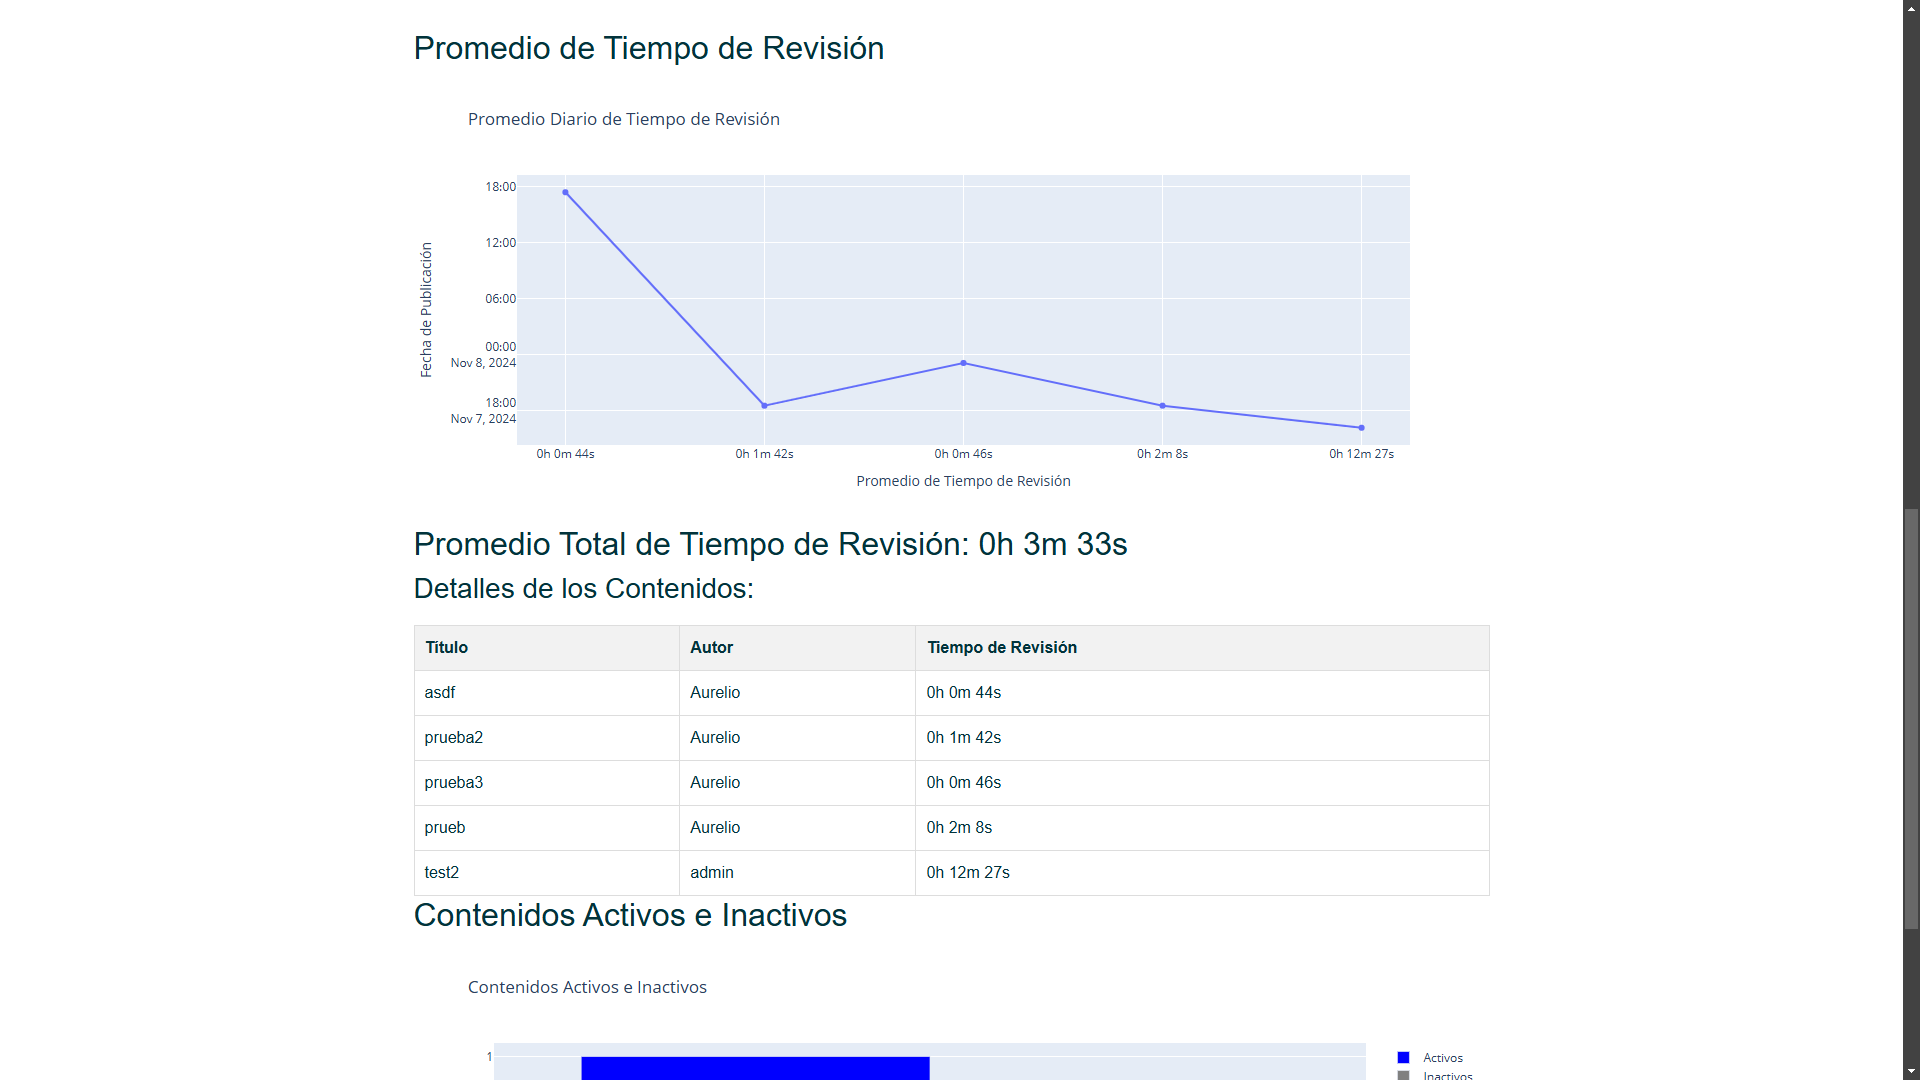 Promedio de Tiempo de Revisión
Promedio Diario de Tiempo de Revisión
18:00
12:00
06:00
00:00
Nov 8, 2024
18:00
Nov 7, 2024
Fecha de Publicación
0h 0m 44s 0h 1m 42s 0h 0m 46s 0h 2m 8s 0h 12m 27s
Promedio de Tiempo de Revisión
Promedio Total de Tiempo de Revisión: 0h 3m 33s
Detalles de los Contenidos:
Título Autor Tiempo de Revisión
asdf Aurelio 0h 0m 44s
prueba2 Aurelio 0h 1m 42s
prueba3 Aurelio 0h 0m 46s
prueb Aurelio 0h 2m 8s
test2 admin 0h 12m 27s
Contenidos Activos e Inactivos
Contenidos Activos e Inactivos
1
Activos
Inactivos